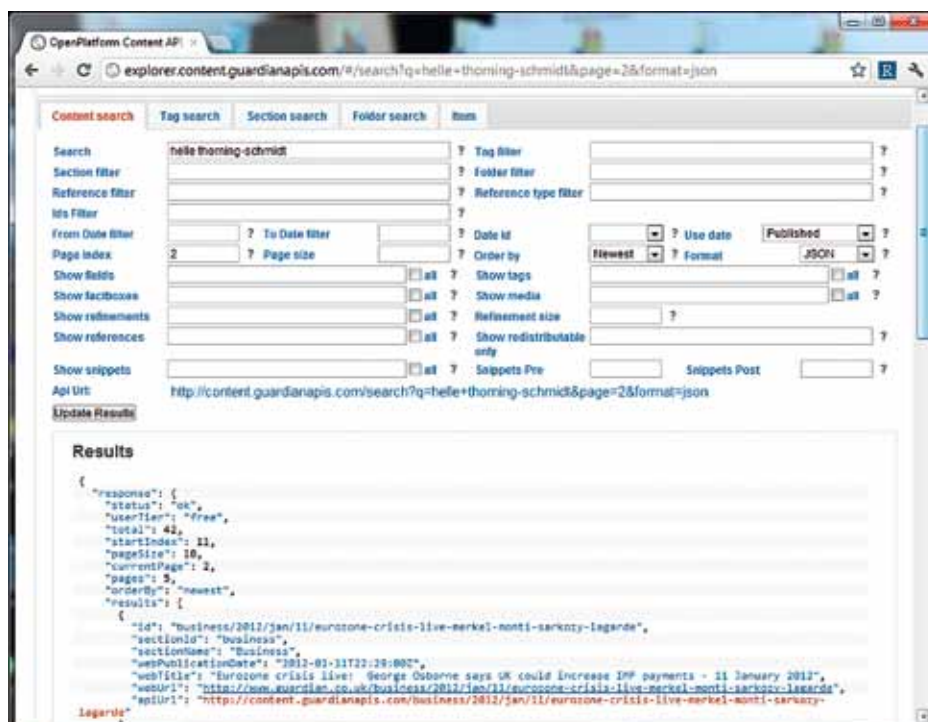 OpenPlatform Content API
explorer.content.guardianapis.com/#/search?q=helle+thorning-schmidt&page=2&format=json
Content search Tag search Section search Folder search Item
Search helle thorning-schmidt ? Tag filter ?
Section filter ? Folder filter ?
Reference filter ? Reference type filter ?
Ids Filter ?
From Date filter ? To Date filter ? Date id ? Use date Published ?
Page index 2 ? Page size ? Order by Newest ? Format JSON ?
Show fields all ? Show tags all ?
Show factboxes all ? Show media all ?
Show refinements all ? Refinement size ?
Show references all ? Show redistributable only ?
Show snippets all ? Snippets Pre Snippets Post ?
Api Url: http://content.guardianapis.com/search?q=helle+thorning-schmidt&page=2&format=json
Update Results
Results
{
"response": {
"status": "ok",
"userTier": "free",
"total": 42,
"startIndex": 11,
"pageSize": 10,
"currentPage": 2,
"pages": 5,
"orderBy": "newest",
"results": [
{
"id": "business/2012/jan/11/eurozone-crisis-live-merkel-monti-sarkozy-lagarde",
"sectionId": "business",
"sectionName": "Business",
"webPublicationDate": "2012-01-11T22:29:00Z",
"webTitle": "Eurozone crisis live: George Osborne says UK could increase IMF payments - 11 January 2012",
"webUrl": "http://www.guardian.co.uk/business/2012/jan/11/eurozone-crisis-live-merkel-monti-sarkozy-lagarde",
"apiUrl": "http://content.guardianapis.com/business/2012/jan/11/eurozone-crisis-live-merkel-monti-sarkozy-
lagarde"